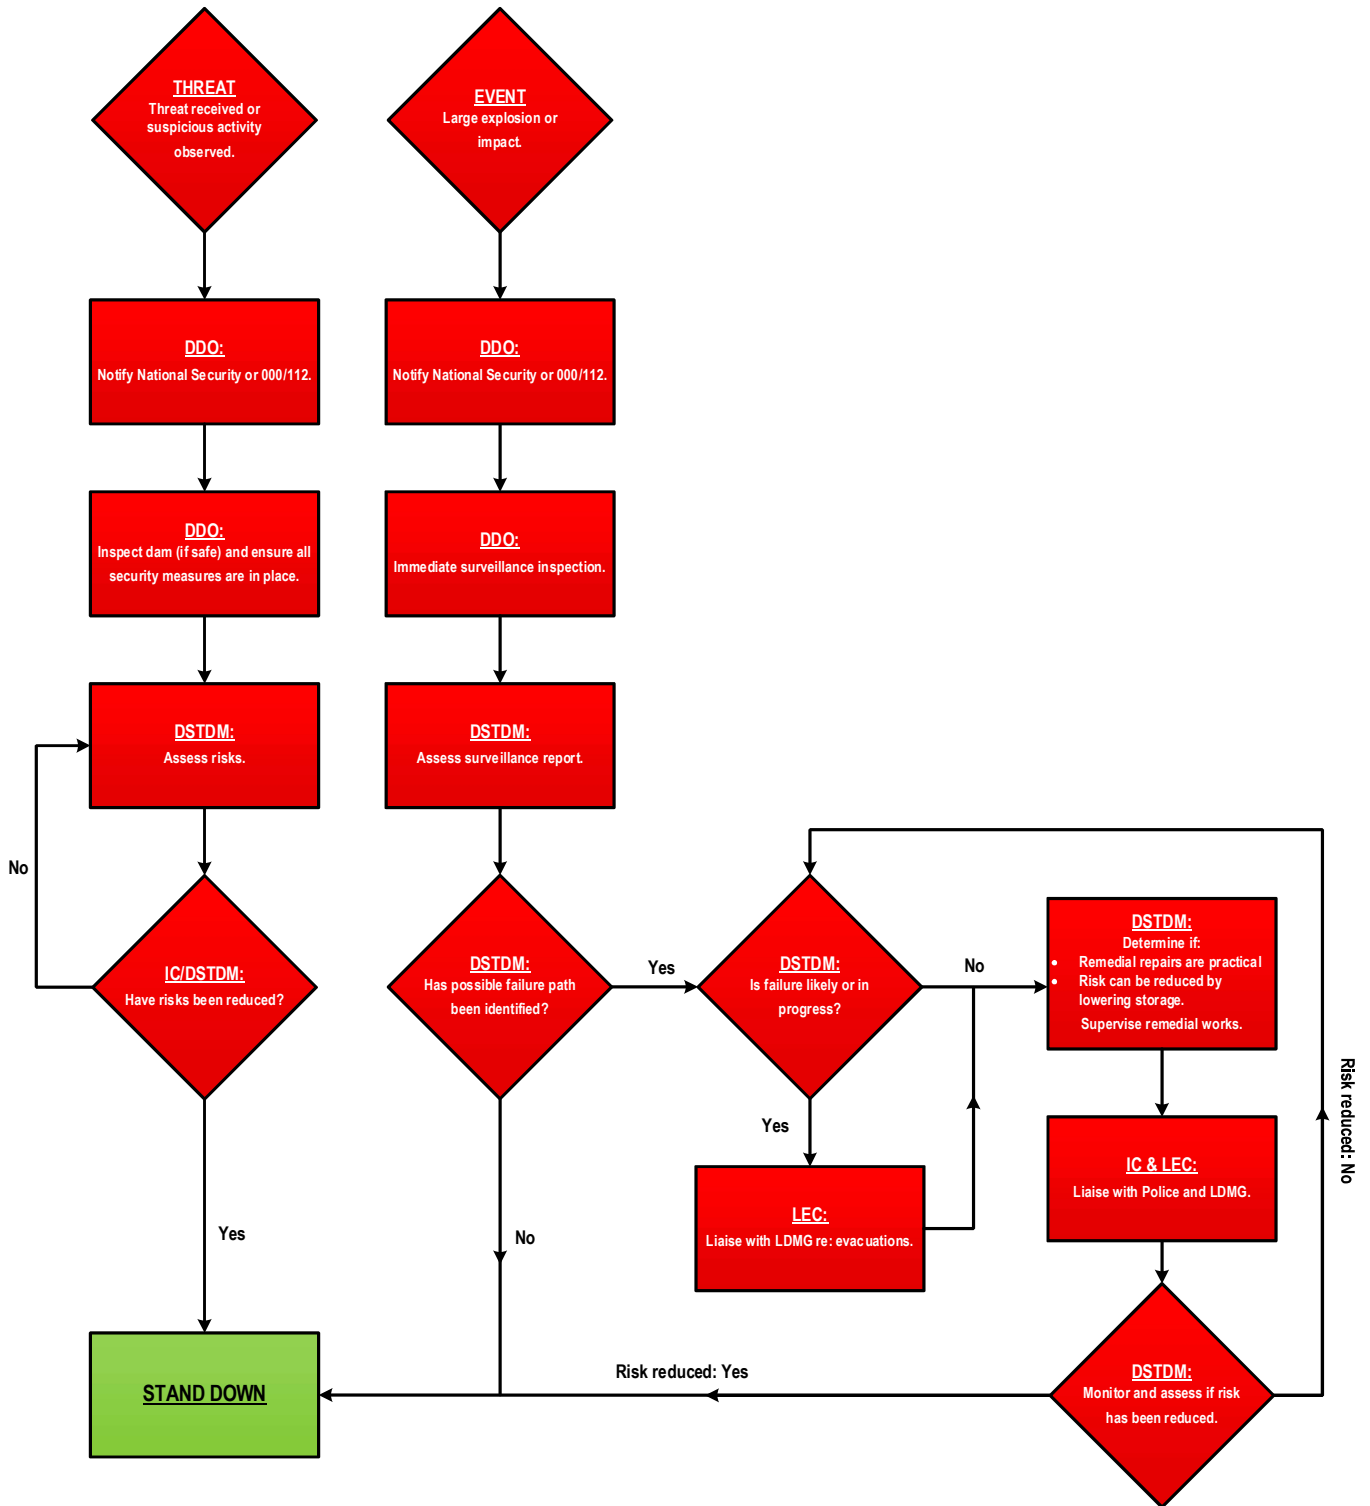 THREAT
Threat received or
suspicious activity
observed.
EVENT
Large explosion or
impact.
DDO:
Notify National Security or 000/112.
DDO:
Notify National Security or 000/112.
DDO:
Inspect dam (if safe) and ensure all
security measures are in place.
DDO:
Immediate surveillance inspection.
DSTDM:
Assess risks.
DSTDM:
Assess surveillance report.
No
IC/DSTDM:
Have risks been reduced?
DSTDM:
Has possible failure path
been identified?
Yes
DSTDM:
Is failure likely or in
progress?
No
DSTDM:
Determine if:
• Remedial repairs are practical
• Risk can be reduced by
lowering storage.
Supervise remedial works.
Yes
IC & LEC:
Liaise with Police and LDMG.
Risk reduced: No
LEC:
Liaise with LDMG re: evacuations.
Yes
No
STAND DOWN
Risk reduced: Yes
DSTDM:
Monitor and assess if risk
has been reduced.